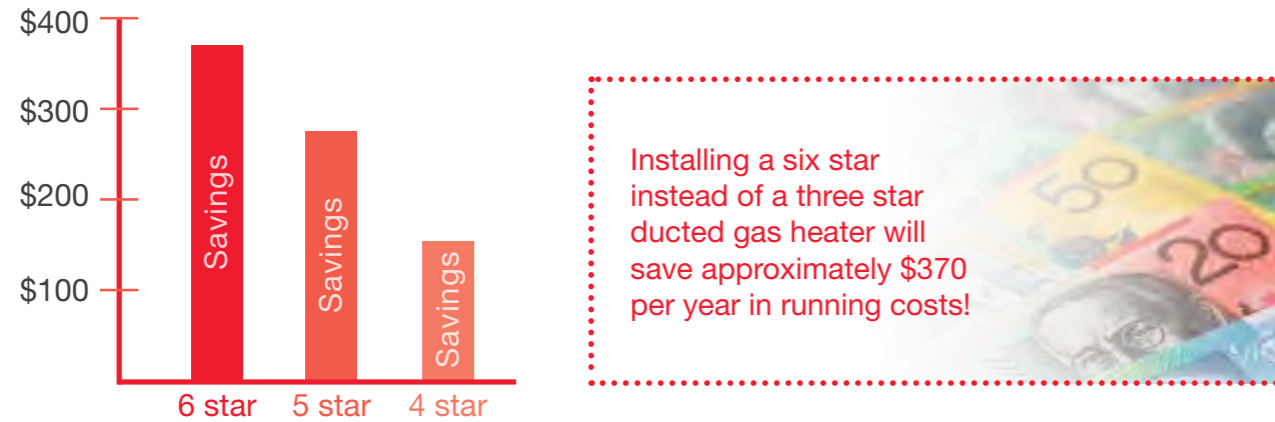 $400
$300
$200
$100
Savings
Savings
Savings
6 star 5 star 4 star
Installing a six star
instead of a three star
ducted gas heater will
save approximately $370
per year in running costs!
50
20